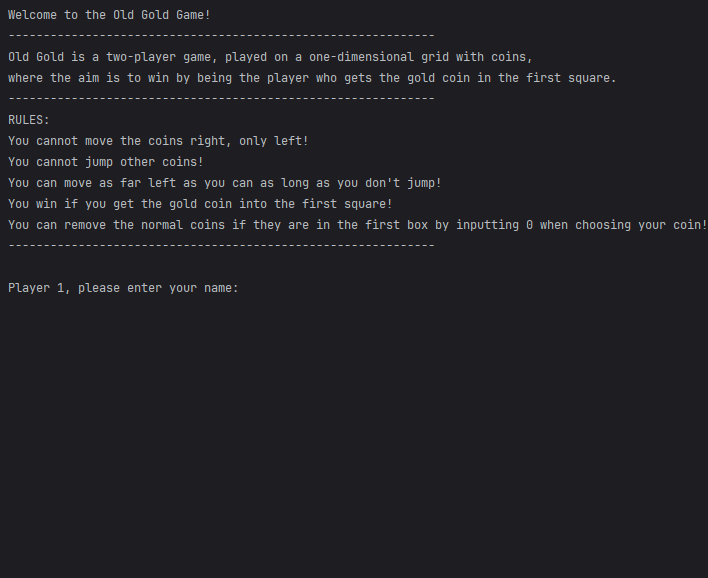 Welcome to the Old Gold Game!
-------------------------------------------------------------
Old Gold is a two-player game, played on a one-dimensional grid with coins,
where the aim is to win by being the player who gets the gold coin in the first square.
-------------------------------------------------------------
RULES:
You cannot move the coins right, only left!
You cannot jump other coins!
You can move as far left as you can as long as you don't jump!
You win if you get the gold coin into the first square!
You can remove the normal coins if they are in the first box by inputting 0 when choosing your coin!
-------------------------------------------------------------
Player 1, please enter your name: